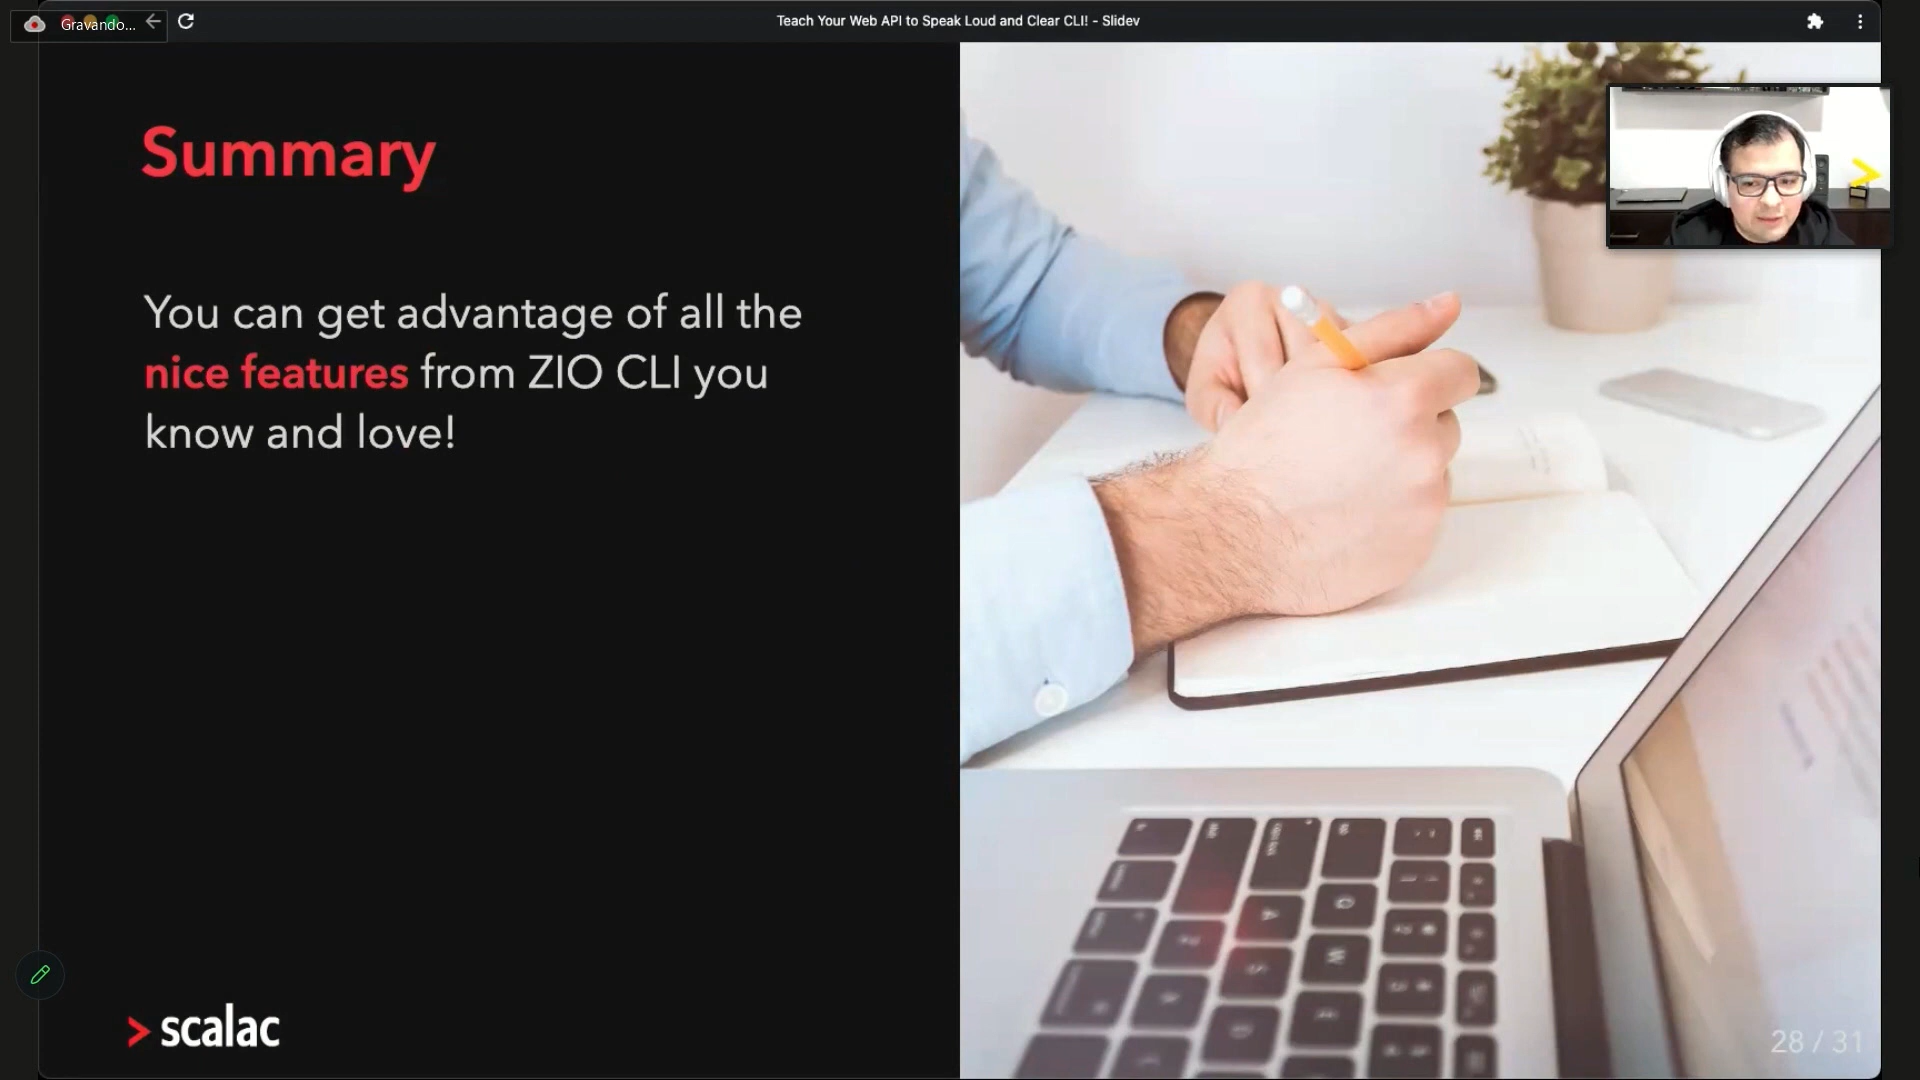 Gravando...
Teach Your Web API to Speak Loud and Clear CLI! - Slidev
Summary
You can get advantage of all the
nice features from ZIO CLI you
know and love!
scalac
28 / 31